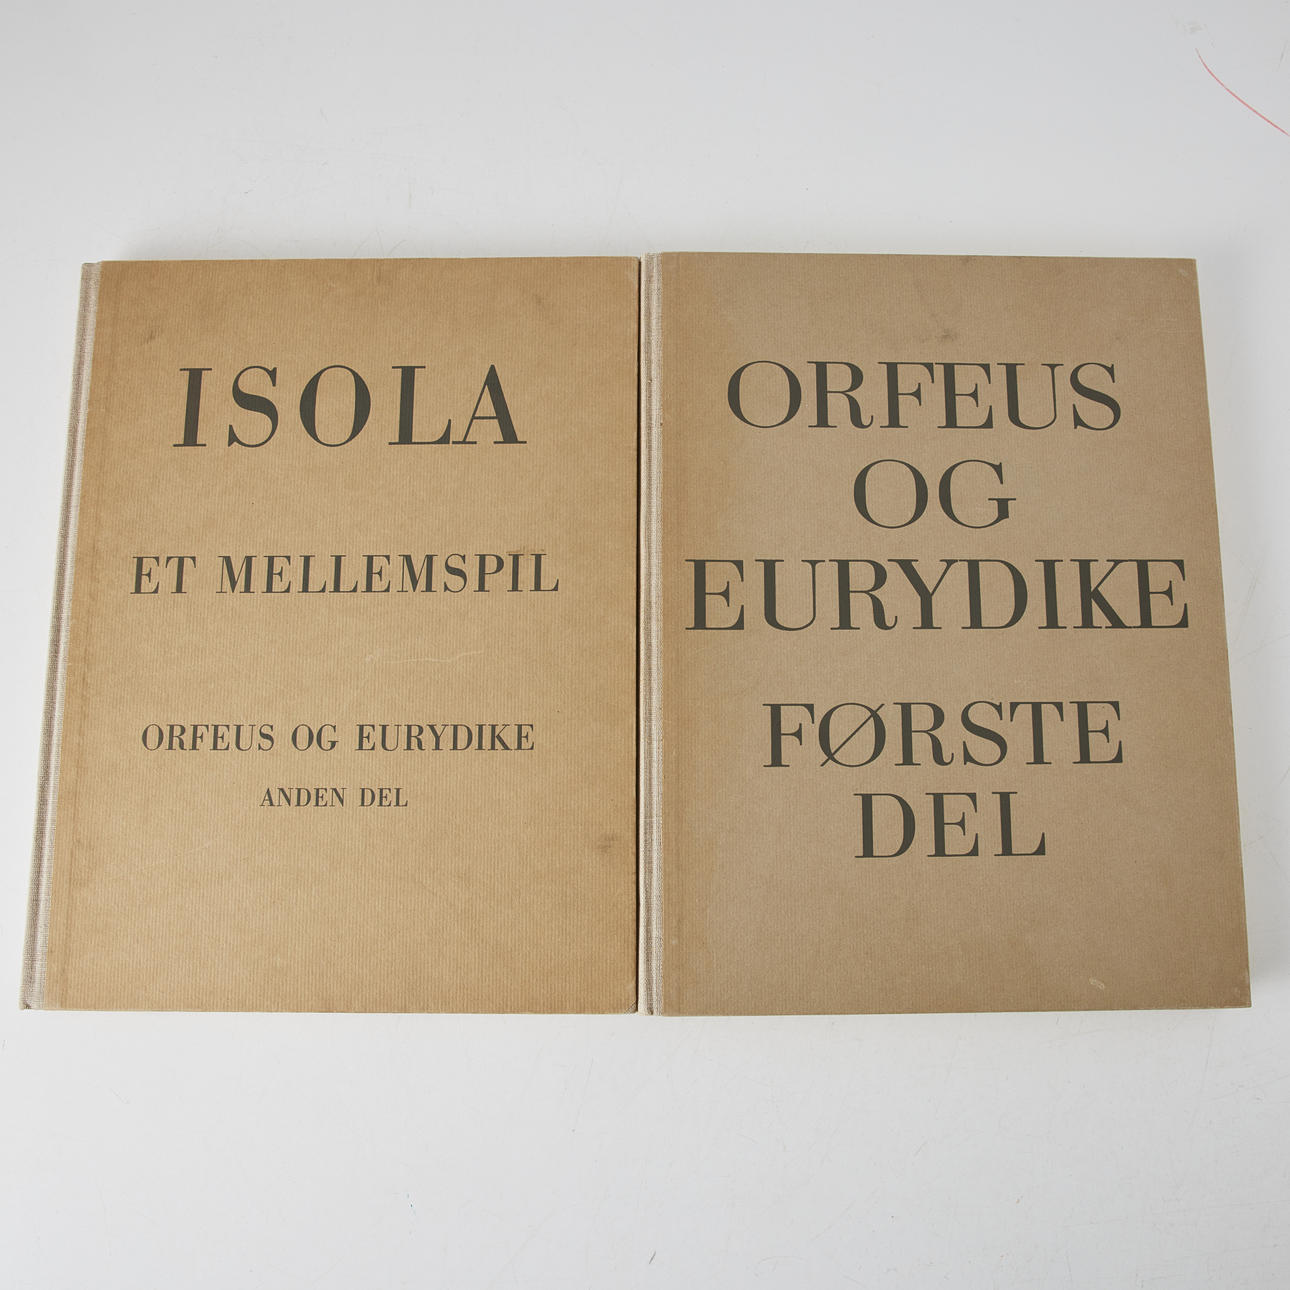 ISOLA
ET MELLEMSPIL
ORFEUS OG EURYDIKE
ANDEN DEL
ORFEUS
OG
EURYDIKE
FØRSTE
DEL